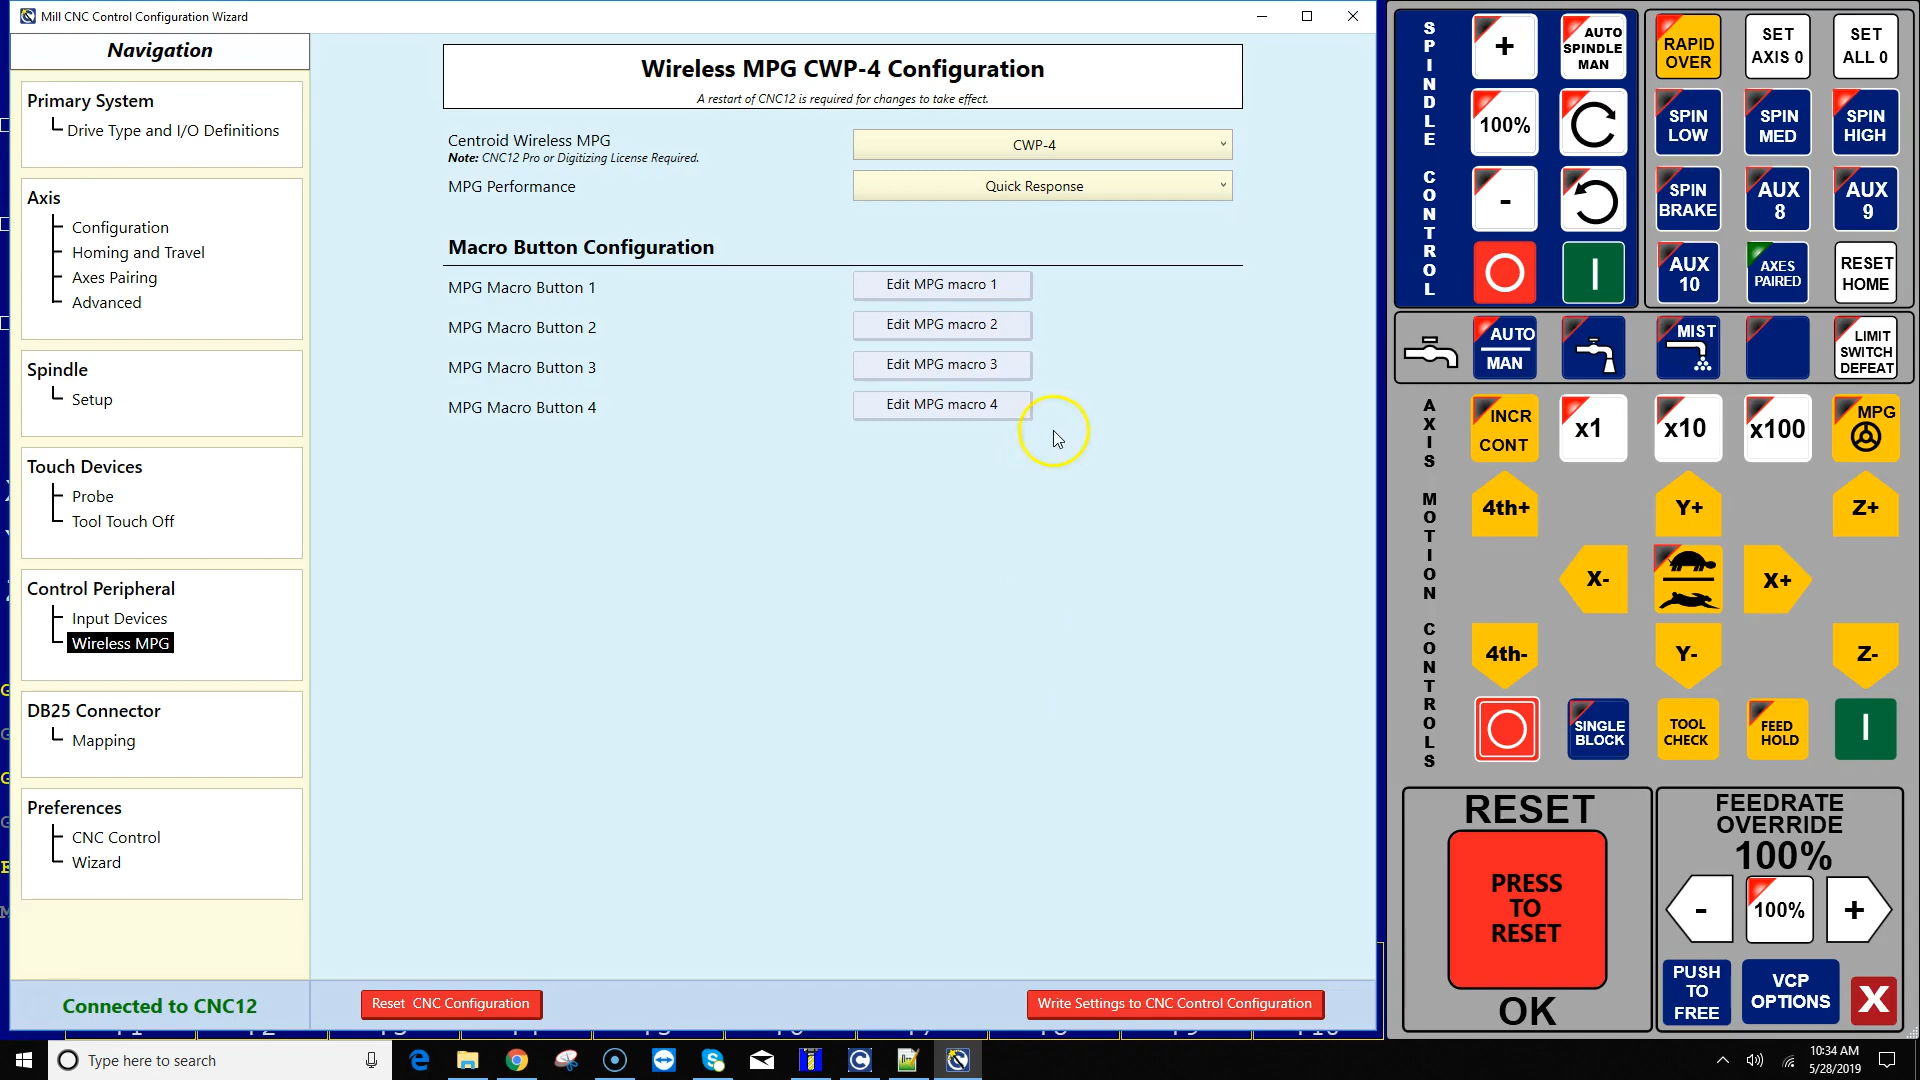 Mill CNC Control Configuration Wizard
Navigation
Primary System
Drive Type and I/O Definitions
Axis
Configuration
Homing and Travel
Axes Pairing
Advanced
Spindle
Setup
Touch Devices
Probe
Tool Touch Off
Control Peripheral
Input Devices
Wireless MPG
DB25 Connector
Mapping
Preferences
CNC Control
Wizard
Connected to CNC12
Wireless MPG CWP-4 Configuration
A restart of CNC12 is required for changes to take effect.
Centroid Wireless MPG
CWP-4
Note: CNC12 Pro or Digitizing License Required.
MPG Performance
Quick Response
Macro Button Configuration
MPG Macro Button 1
Edit MPG macro 1
MPG Macro Button 2
Edit MPG macro 2
MPG Macro Button 3
Edit MPG macro 3
MPG Macro Button 4
Edit MPG macro 4
Reset CNC Configuration
Write Settings to CNC Control Configuration
SPINDLE CONTROL
+
AUTO
SPINDLE
MAN
100%
-
RAPID
OVER
SET
AXIS 0
SET
ALL 0
SPIN
LOW
SPIN
MED
SPIN
HIGH
SPIN
BRAKE
AUX
8
AUX
9
AUX
10
AXES
PAIRED
RESET
HOME
AUTO
MAN
MIST
LIMIT
SWITCH
DEFEAT
AXIS MOTION CONTROLS
INCR
CONT
x1
x10
x100
MPG
4th+
Y+
Z+
X-
X+
4th-
Y-
Z-
SINGLE
BLOCK
TOOL
CHECK
FEED
HOLD
RESET
PRESS
TO
RESET
OK
FEEDRATE
OVERRIDE
100%
-
100%
+
PUSH
TO
FREE
VCP
OPTIONS
X
Type here to search
10:34 AM
5/28/2019